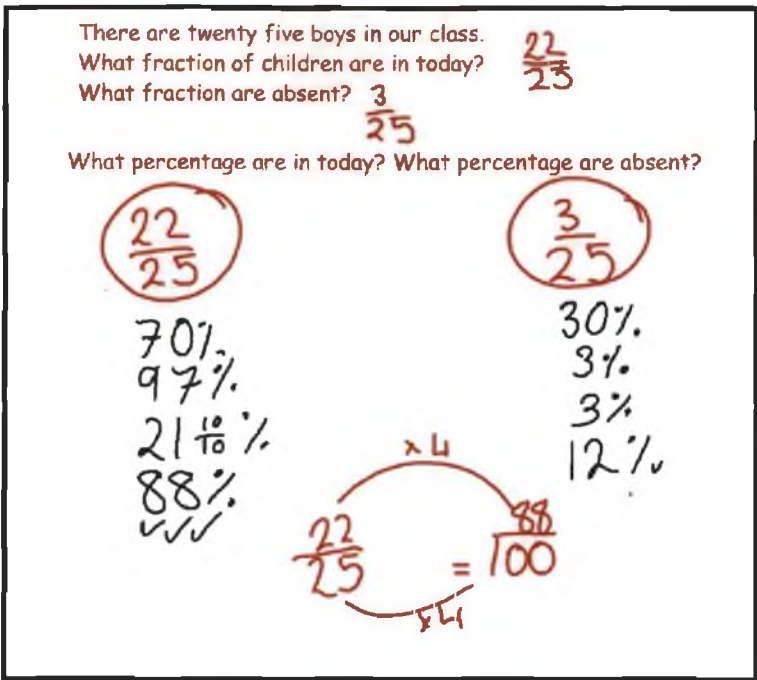 There are twenty five boys in our class.
What fraction of children are in today? 22/25
What fraction are absent? 3/25
What percentage are in today? What percentage are absent?
22/25
70%
97%
21 10/10 %
88%
✓✓✓
3/25
30%.
3%.
3%
12%
x4
22/25 = 88/100
x4